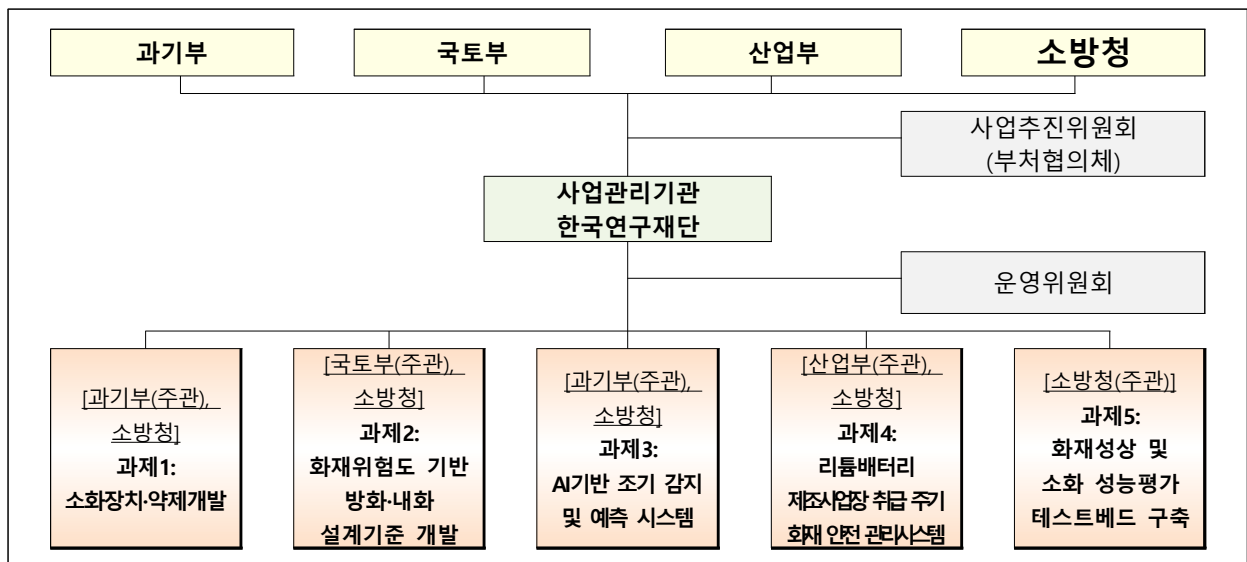 과기부
국토부
산업부
소방청
사업추진위원회
(부처협의체)
사업관리기관
한국연구재단
운영위원회
[과기부(주관),
소방청]
과제1:
소화장치·약제개발
[국토부(주관),
소방청]
과제2:
화재위험도 기반
방화·내화
설계기준 개발
[과기부(주관),
소방청]
과제3:
AI기반 조기 감지
및 예측 시스템
[산업부(주관),
소방청]
과제4:
리튬배터리
제조사업장 취급 주기
화재 안전 관리시스템
[소방청(주관)]
과제5:
화재성상 및
소화 성능평가
테스트베드 구축